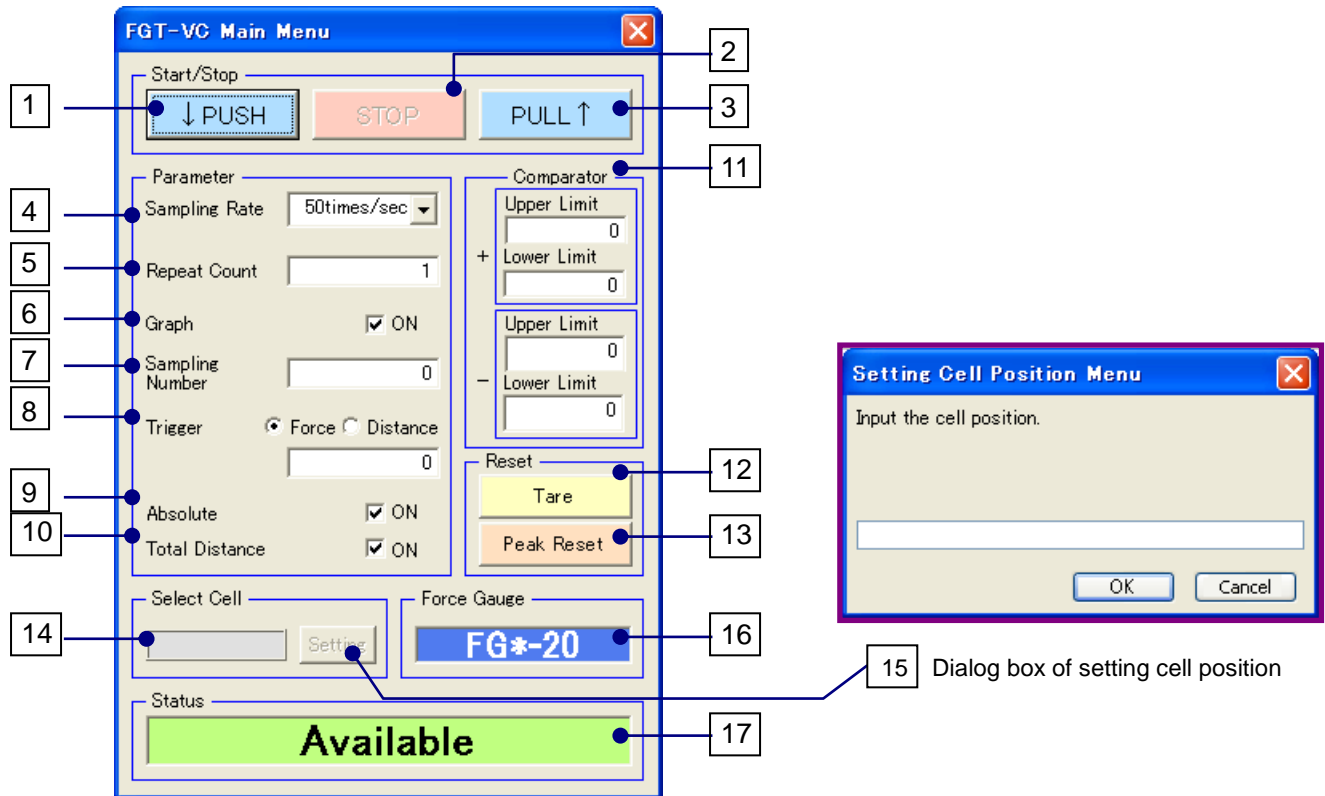 FGT-VC Main Menu
2
Start/Stop
1
↓PUSH
STOP
PULL↑
3
11
Parameter
Comparator
4
Sampling Rate
50times/sec
Upper Limit
0
5
Repeat Count
1
+
Lower Limit
0
6
Graph
ON
Upper Limit
0
7
Sampling
Number
0
−
Lower Limit
0
8
Trigger
Force
Distance
0
Reset
12
Tare
9
Absolute
ON
10
Total Distance
ON
Peak Reset
13
Select Cell
Force Gauge
14
Setting
FG*-20
16
Status
Available
17
Setting Cell Position Menu
Input the cell position.
OK
Cancel
15
Dialog box of setting cell position